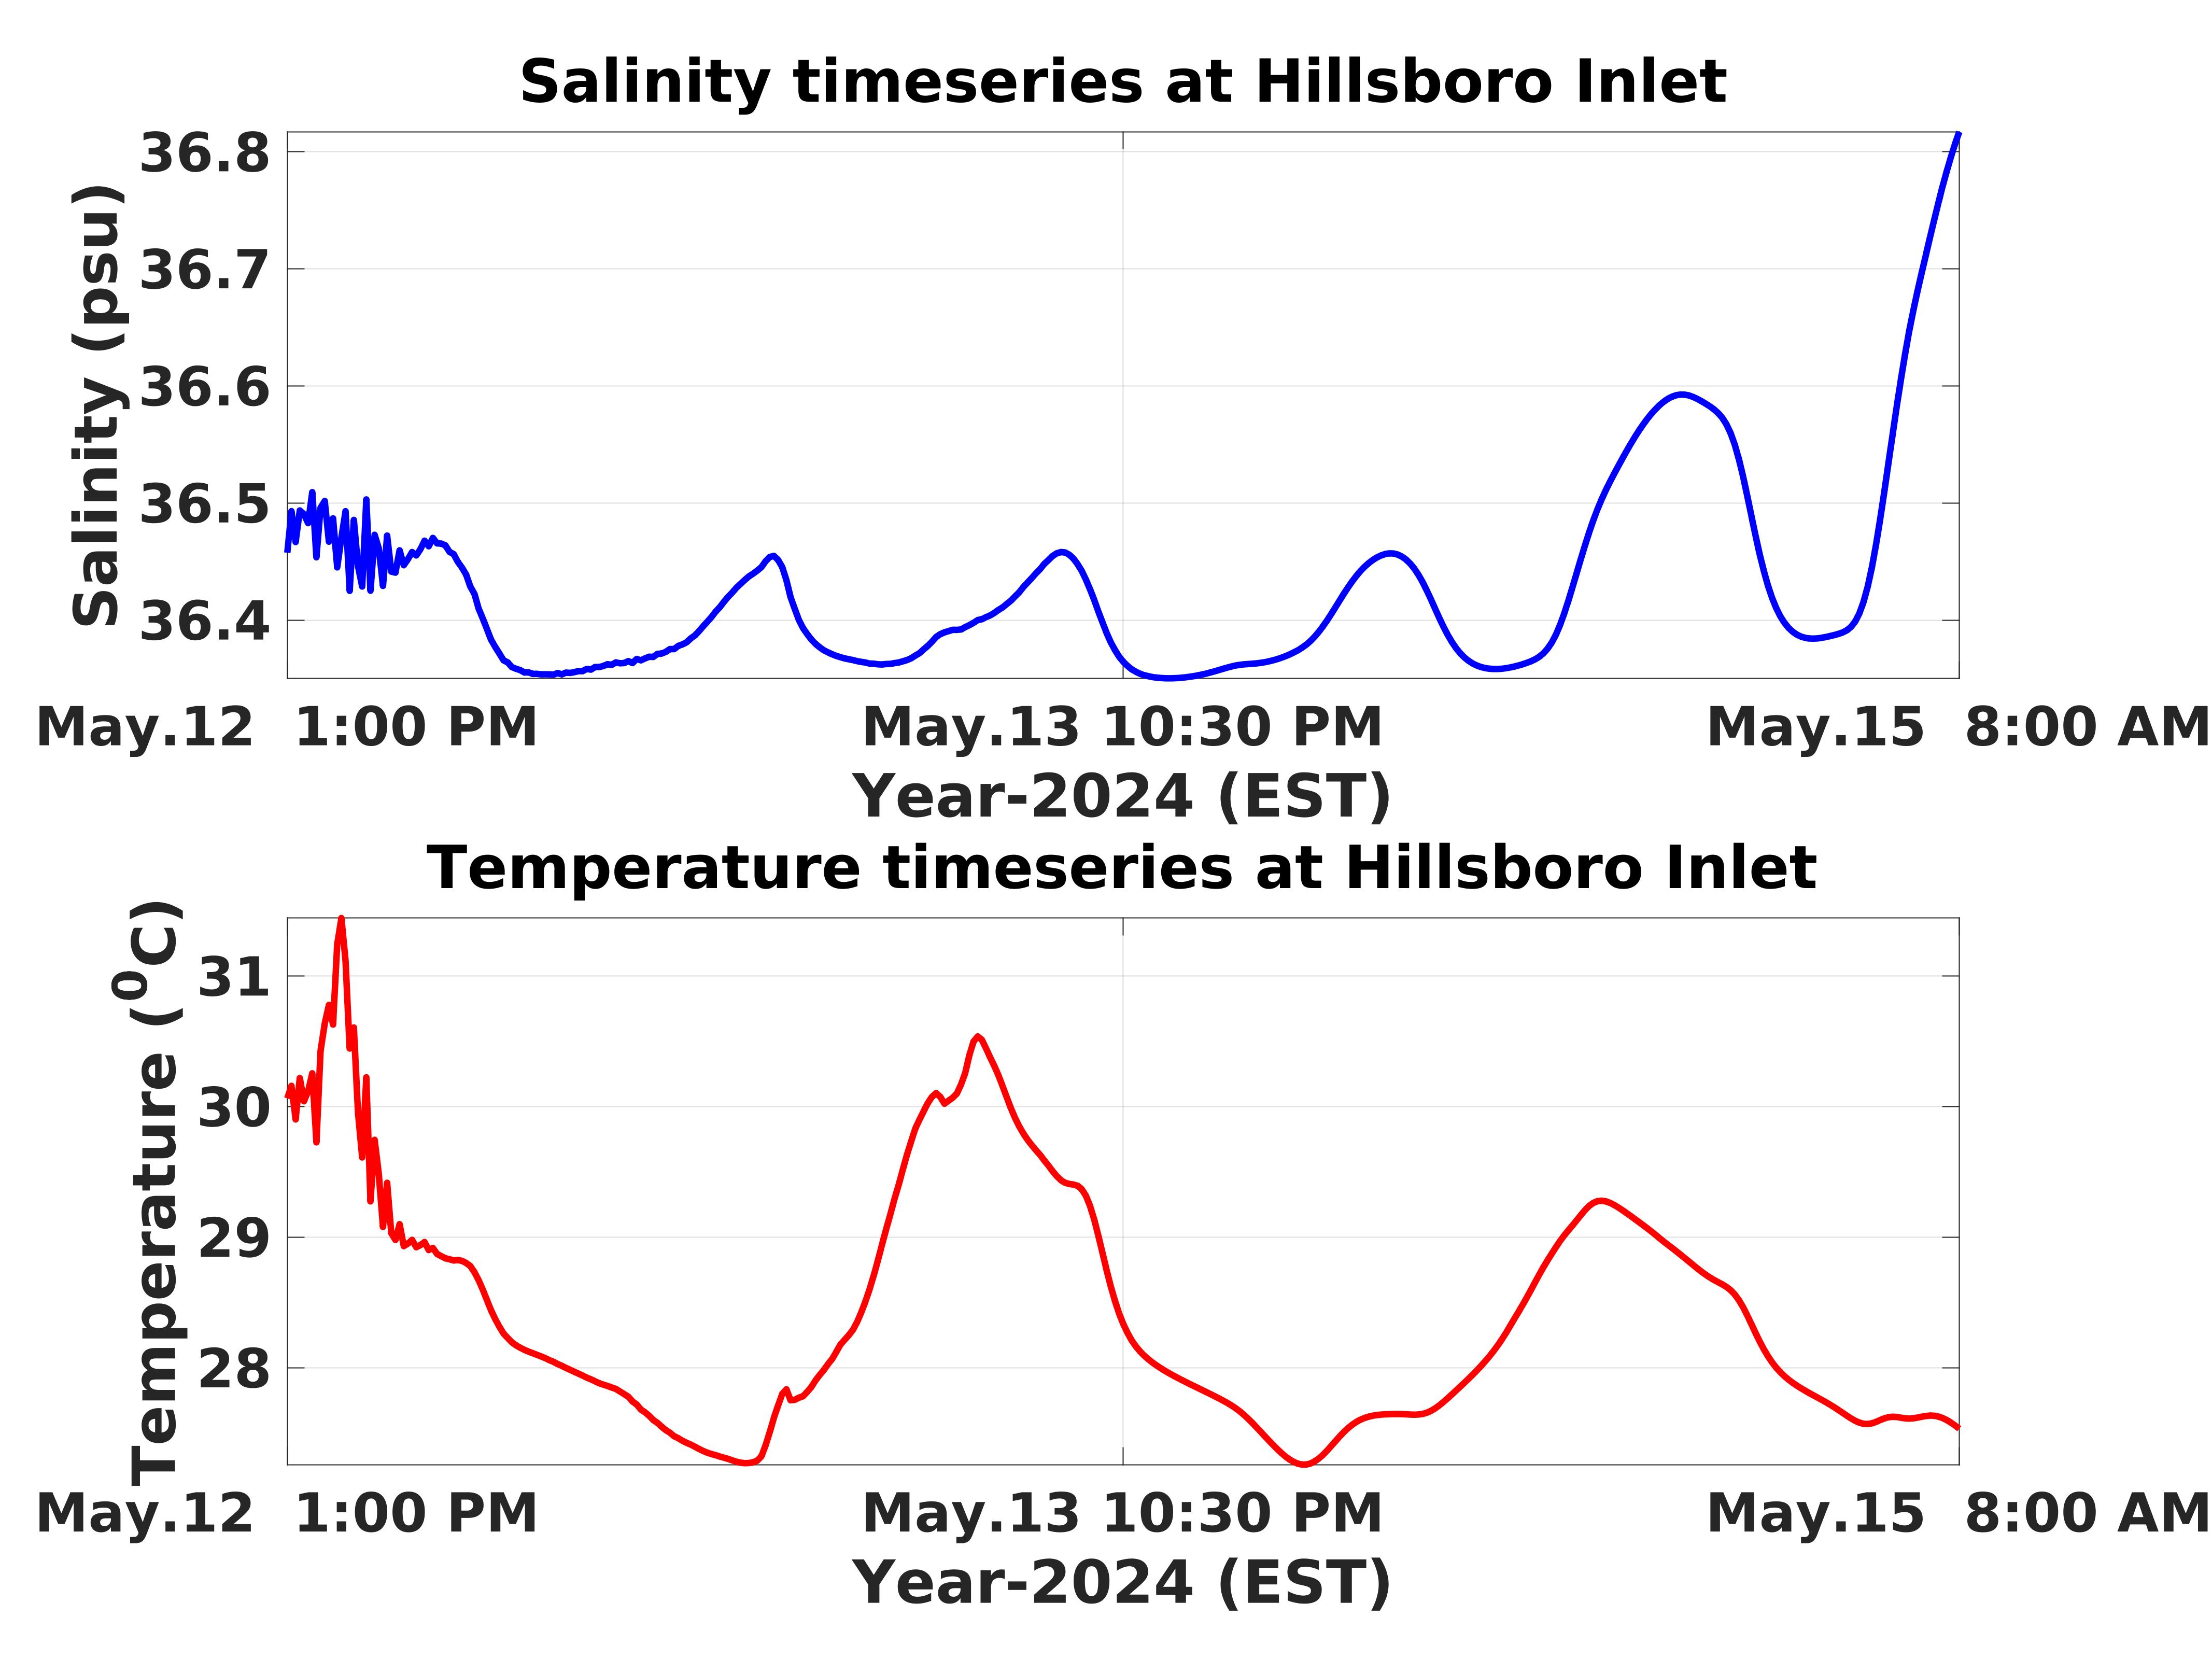 Salinity timeseries at Hillsboro Inlet
Salinity (psu)
36.8
36.7
36.6
36.5
36.4
May.12 1:00 PM
May.13 10:30 PM
May.15 8:00 AM
Year-2024 (EST)
Temperature timeseries at Hillsboro Inlet
Temperature (⁰C)
31
30
29
28
May.12 1:00 PM
May.13 10:30 PM
May.15 8:00 AM
Year-2024 (EST)